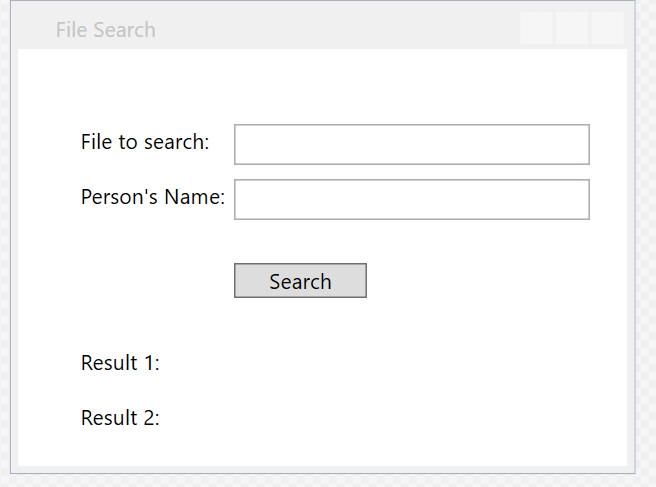 File Search
File to search:
Person's Name:
Search
Result 1:
Result 2: